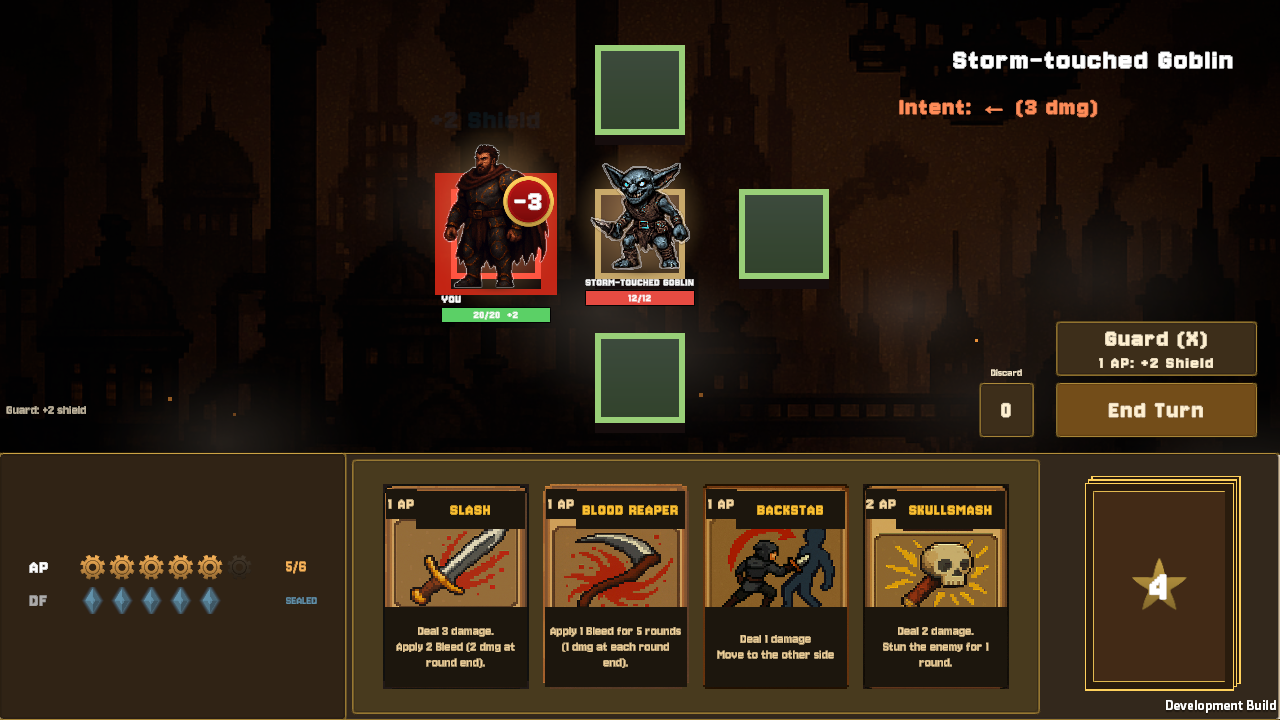 Storm-touched Goblin
Intent: ← (3 dmg)
+2 Shield
-3
STORM-TOUCHED GOBLIN
12/12
YOU
20/20 +2
Guard (X)
1 AP: +2 Shield
Discard
0
End Turn
Guard: +2 shield
1 AP
SLASH
Deal 3 damage.
Apply 2 Bleed (2 dmg at
round end).
1 AP
BLOOD REAPER
Apply 1 Bleed for 5 rounds
(1 dmg at each round
end).
1 AP
BACKSTAB
Deal 1 damage
Move to the other side
2 AP
SKULLSMASH
Deal 2 damage.
Stun the enemy for 1
round.
AP
5/6
DF
SEALED
4
Development Build